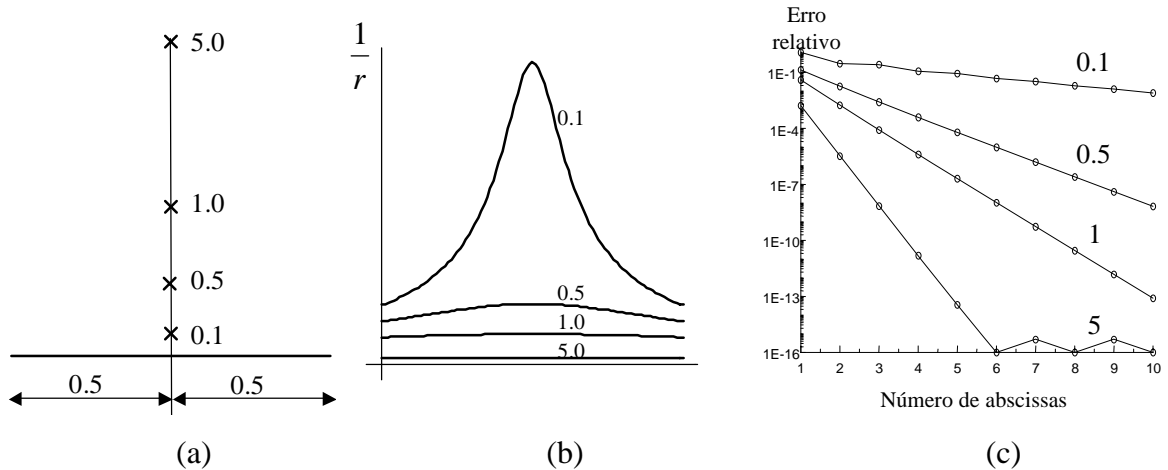 5.0
1.0
0.5
0.1
0.5 0.5
(a)
1
r
0.1
0.5
1.0
5.0
(b)
Erro
relativo
1E-1
1E-4
1E-7
1E-10
1E-13
1E-16
0.1
0.5
1
5
1 2 3 4 5 6 7 8 9 10
Número de abscissas
(c)